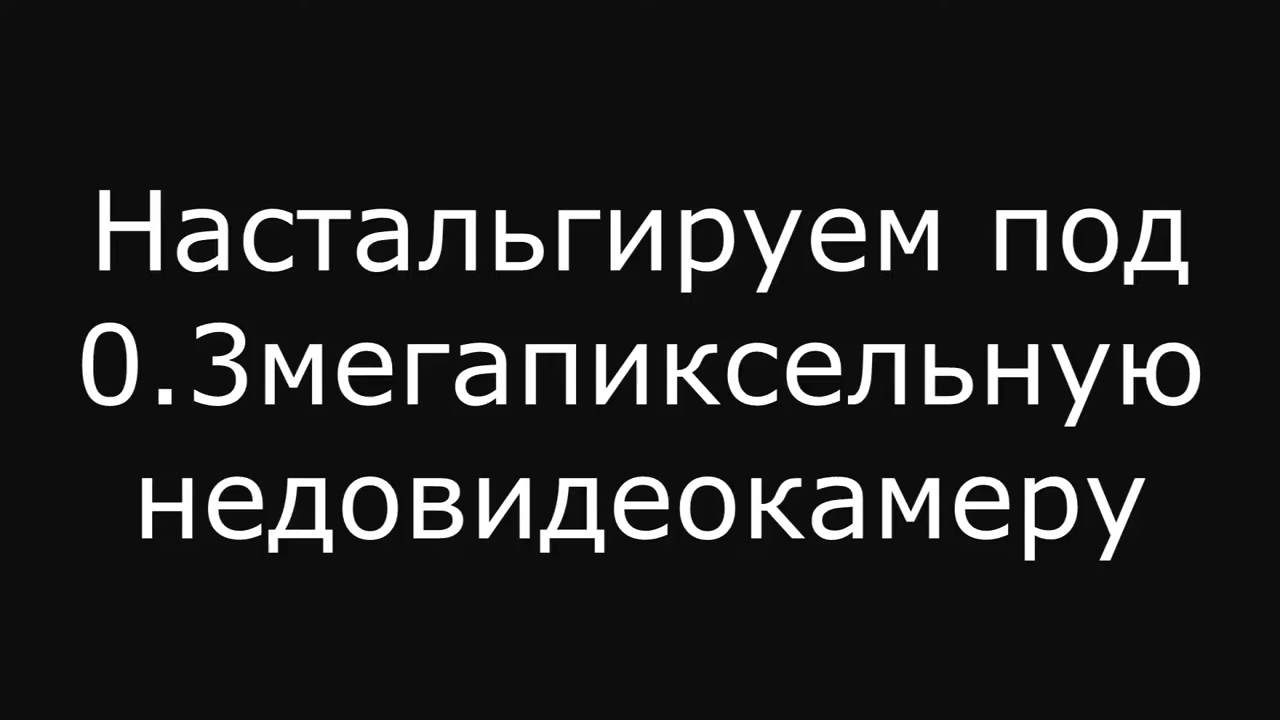 Настальгируем под
0.3мегапиксельную
недовидеокамеру